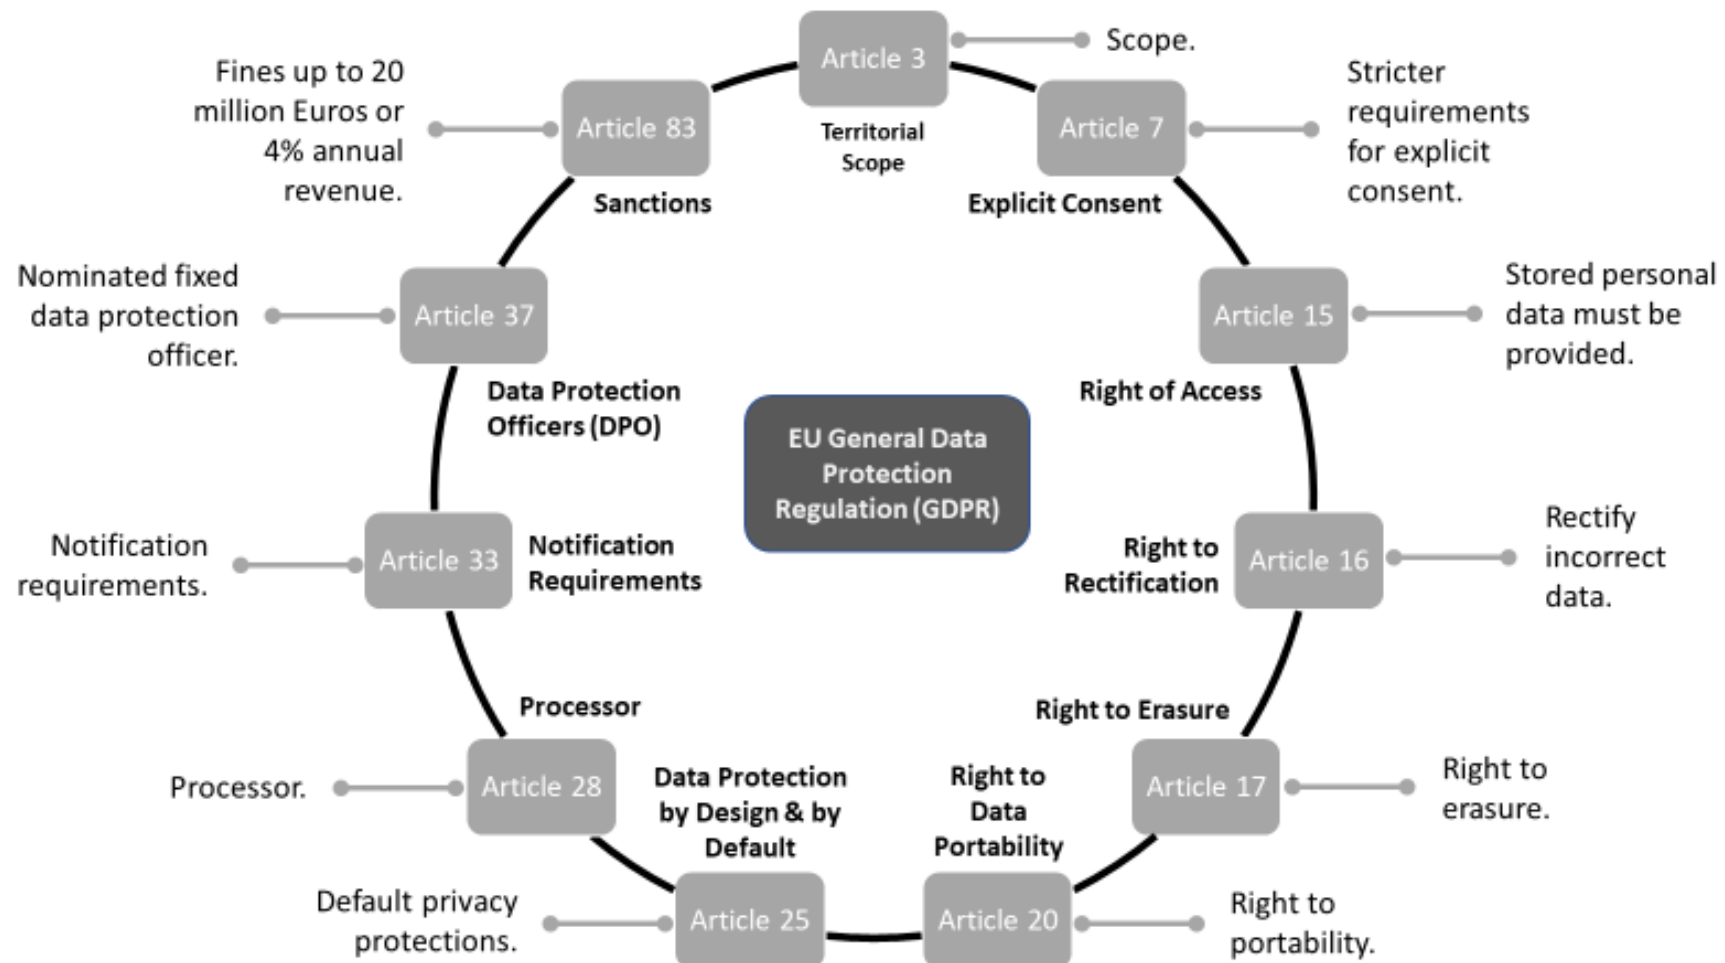 Article 3
Scope.
Territorial
Scope
Article 7
Stricter
requirements
for explicit
consent.
Explicit Consent
Article 15
Stored personal
data must be
provided.
Right of Access
Article 16
Rectify
incorrect
data.
Right to
Rectification
Article 17
Right to
erasure.
Right to Erasure
Article 20
Right to
portability.
Right to
Data
Portability
Article 25
Default privacy
protections.
Data Protection
by Design & by
Default
Article 28
Processor.
Processor
Article 33
Notification
requirements.
Notification
Requirements
Article 37
Nominated fixed
data protection
officer.
Data Protection
Officers (DPO)
Article 83
Fines up to 20
million Euros or
4% annual
revenue.
Sanctions
EU General Data
Protection
Regulation (GDPR)